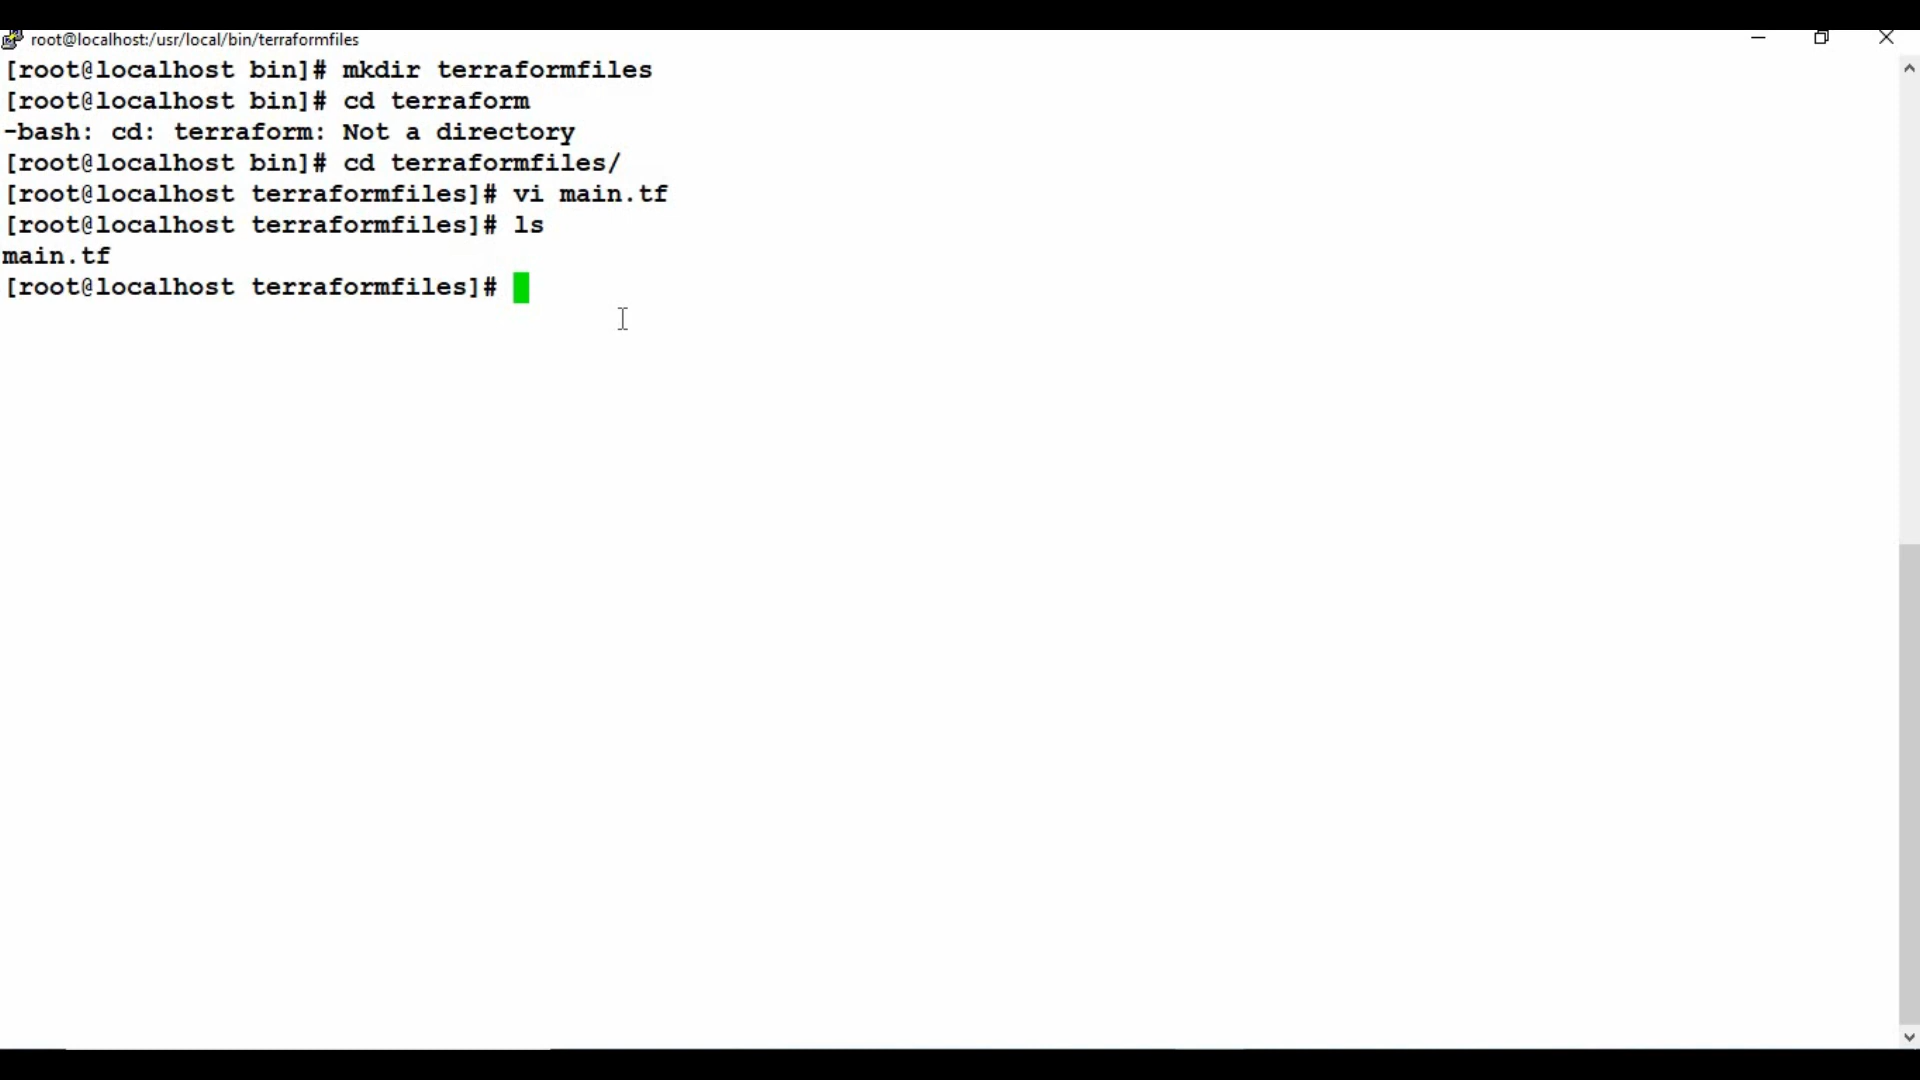 root@localhost:/usr/local/bin/terraformfiles
[root@localhost bin]# mkdir terraformfiles
[root@localhost bin]# cd terraform
-bash: cd: terraform: Not a directory
[root@localhost bin]# cd terraformfiles/
[root@localhost terraformfiles]# vi main.tf
[root@localhost terraformfiles]# ls
main.tf
[root@localhost terraformfiles]#